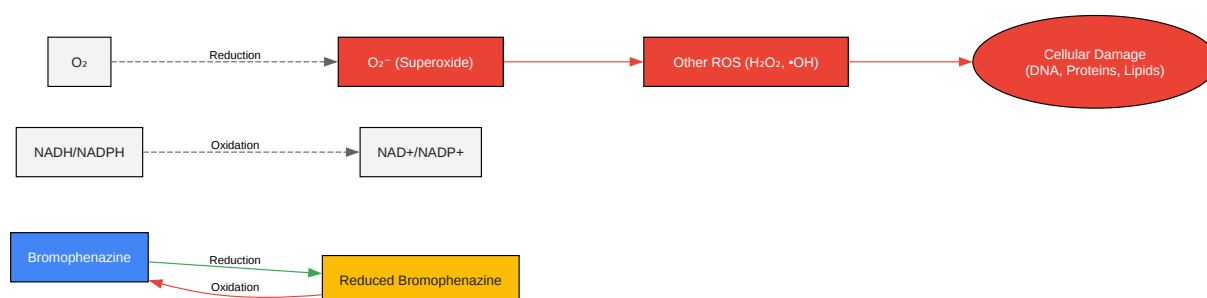 O₂
Reduction
O₂⁻ (Superoxide)
Other ROS (H₂O₂, •OH)
Cellular Damage
(DNA, Proteins, Lipids)
NADH/NADPH
Oxidation
NAD+/NADP+
Bromophenazine
Reduction
Oxidation
Reduced Bromophenazine